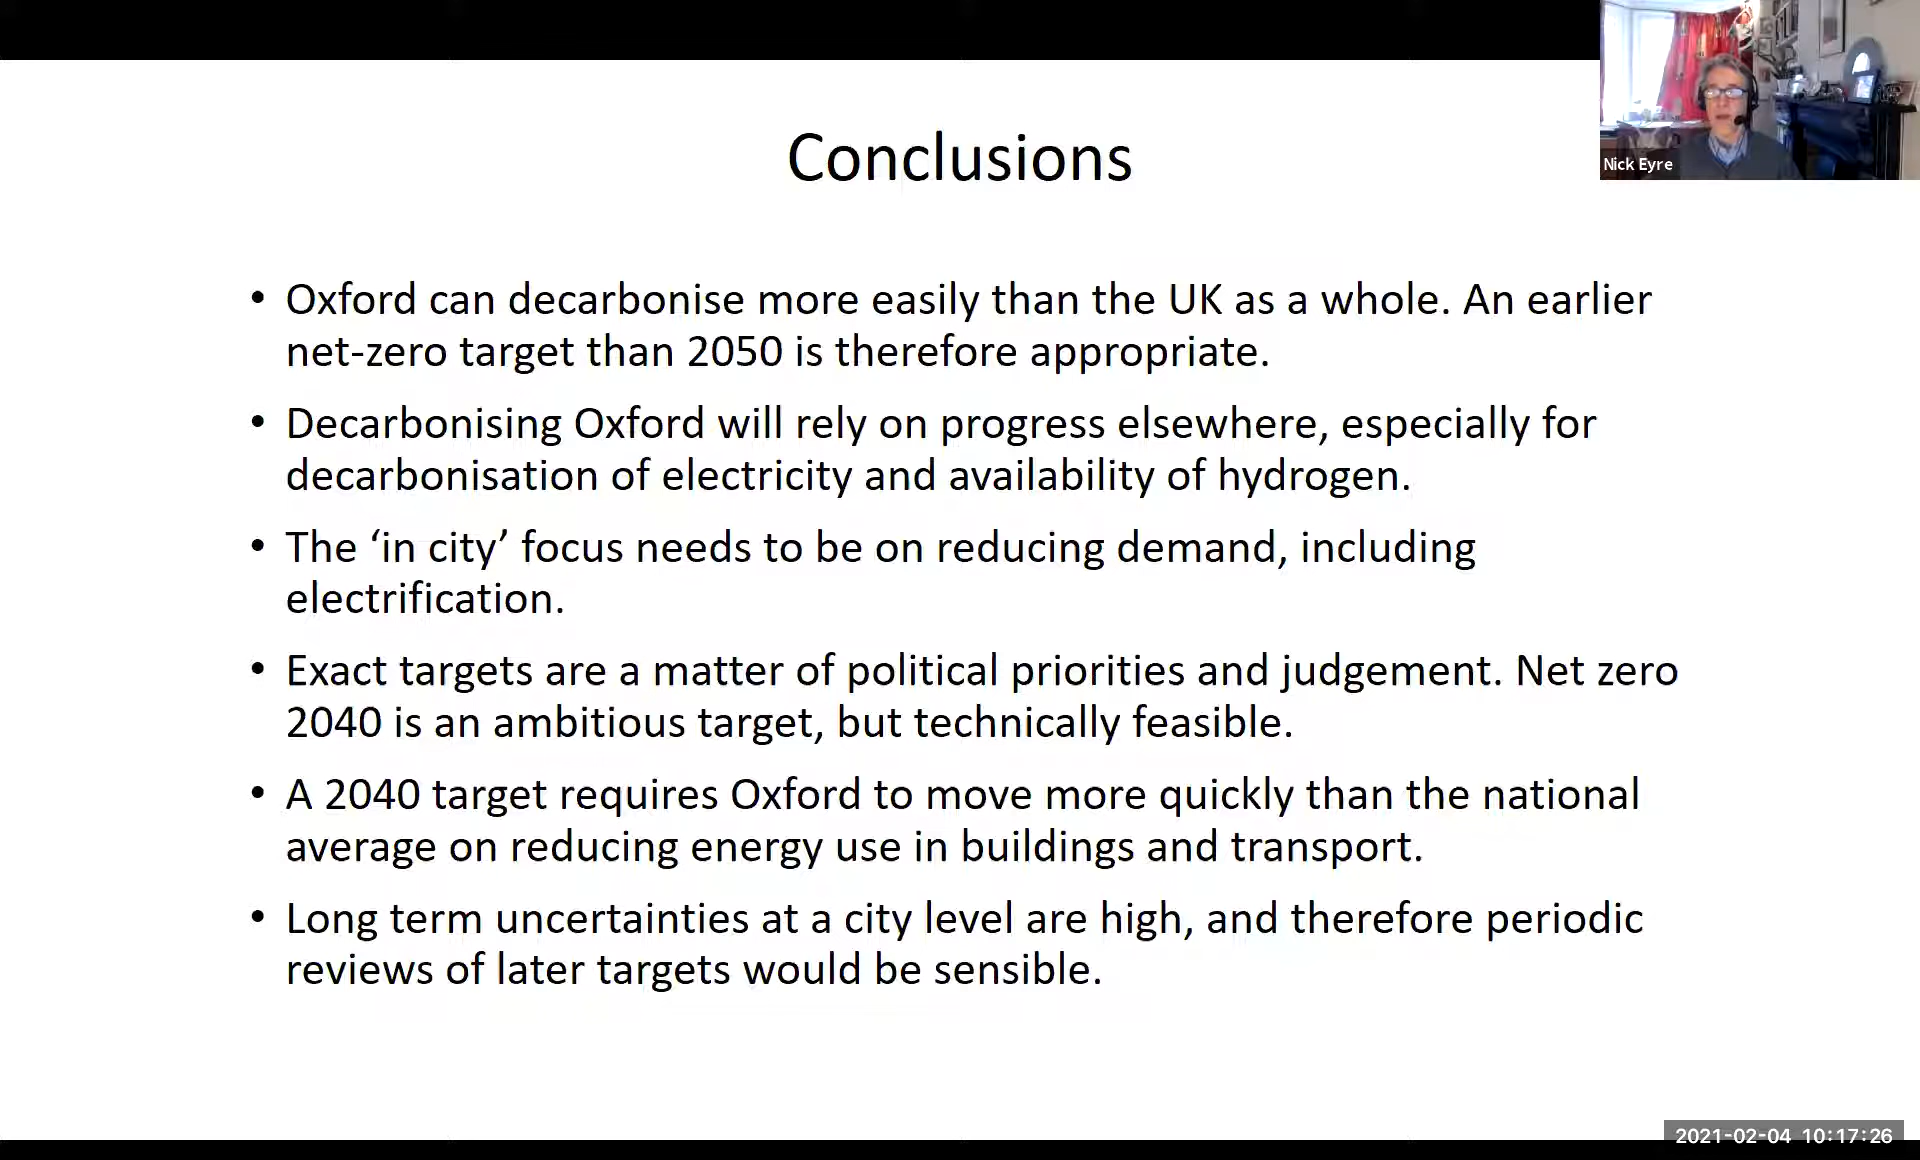 Nick Eyre
Conclusions
• Oxford can decarbonise more easily than the UK as a whole. An earlier
net-zero target than 2050 is therefore appropriate.
• Decarbonising Oxford will rely on progress elsewhere, especially for
decarbonisation of electricity and availability of hydrogen.
• The ‘in city’ focus needs to be on reducing demand, including
electrification.
• Exact targets are a matter of political priorities and judgement. Net zero
2040 is an ambitious target, but technically feasible.
• A 2040 target requires Oxford to move more quickly than the national
average on reducing energy use in buildings and transport.
• Long term uncertainties at a city level are high, and therefore periodic
reviews of later targets would be sensible.
2021-02-04 10:17:26